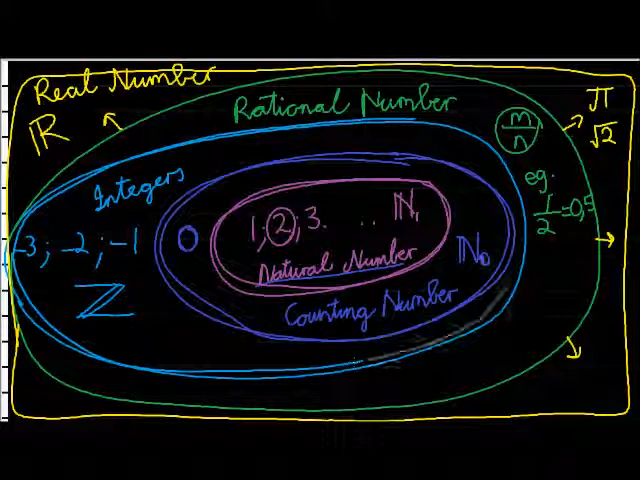 Real Number
ℝ
Rational Number
m/n
π
√2
eg.
1/2 = 0,5
Integers
-3; -2; -1
ℤ
0
1; 2; 3. .. ℕ₁
Natural Number
ℕ₀
Counting Number